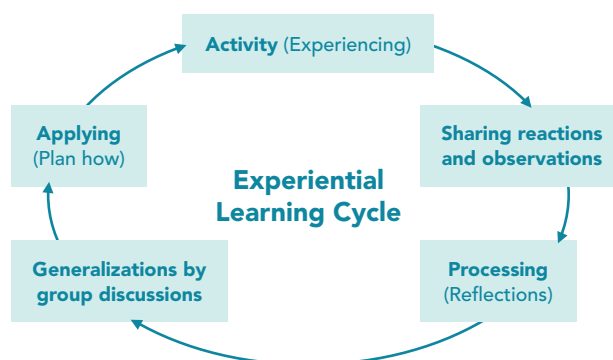 Activity (Experiencing)
Sharing reactions
and observations
Processing
(Reflections)
Generalizations by
group discussions
Applying
(Plan how)
Experiential
Learning Cycle